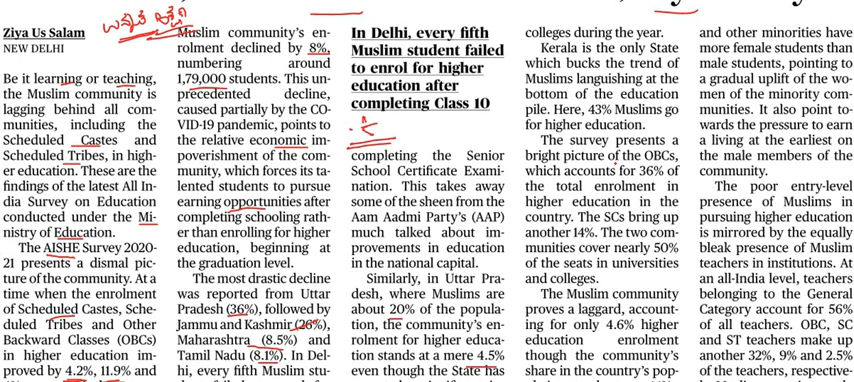 Ziya Us Salam
NEW DELHI
Be it learning or teaching,
the Muslim community is
lagging behind all com-
munities, including the
Scheduled Castes and
Scheduled Tribes, in high-
er education. These are the
findings of the latest All In-
dia Survey on Education
conducted under the Mi-
nistry of Education.
The AISHE Survey 2020-
21 presents a dismal pic-
ture of the community. At a
time when the enrolment
of Scheduled Castes, Sche-
duled Tribes and Other
Backward Classes (OBCs)
in higher education im-
proved by 4.2%, 11.9% and
Muslim community's en-
rolment declined by 8%,
numbering around
1,79,000 students. This un-
precedented decline,
caused partially by the CO-
VID-19 pandemic, points to
the relative economic im-
poverishment of the com-
munity, which forces its ta-
lented students to pursue
earning opportunities after
completing schooling rath-
er than enrolling for higher
education, beginning at
the graduation level.
The most drastic decline
was reported from Uttar
Pradesh (36%), followed by
Jammu and Kashmir (26%),
Maharashtra (8.5%) and
Tamil Nadu (8.1%). In Del-
hi, every fifth Muslim stu-
In Delhi, every fifth
Muslim student failed
to enrol for higher
education after
completing Class 10
completing the Senior
School Certificate Exami-
nation. This takes away
some of the sheen from the
Aam Aadmi Party's (AAP)
much talked about im-
provements in education
in the national capital.
Similarly, in Uttar Pra-
desh, where Muslims are
about 20% of the popula-
tion, the community's en-
rolment for higher educa-
tion stands at a mere 4.5%
even though the State has
colleges during the year.
Kerala is the only State
which bucks the trend of
Muslims languishing at the
bottom of the education
pile. Here, 43% Muslims go
for higher education.
The survey presents a
bright picture of the OBCs,
which accounts for 36% of
the total enrolment in
higher education in the
country. The SCs bring up
another 14%. The two com-
munities cover nearly 50%
of the seats in universities
and colleges.
The Muslim community
proves a laggard, account-
ing for only 4.6% higher
education enrolment
though the community's
share in the country's pop-
and other minorities have
more female students than
male students, pointing to
a gradual uplift of the wo-
men of the minority com-
munities. It also point to-
wards the pressure to earn
a living at the earliest on
the male members of the
community.
The poor entry-level
presence of Muslims in
pursuing higher education
is mirrored by the equally
bleak presence of Muslim
teachers in institutions. At
an all-India level, teachers
belonging to the General
Category account for 56%
of all teachers. OBC, SC
and ST teachers make up
another 32%, 9% and 2.5%
of the teachers, respective-